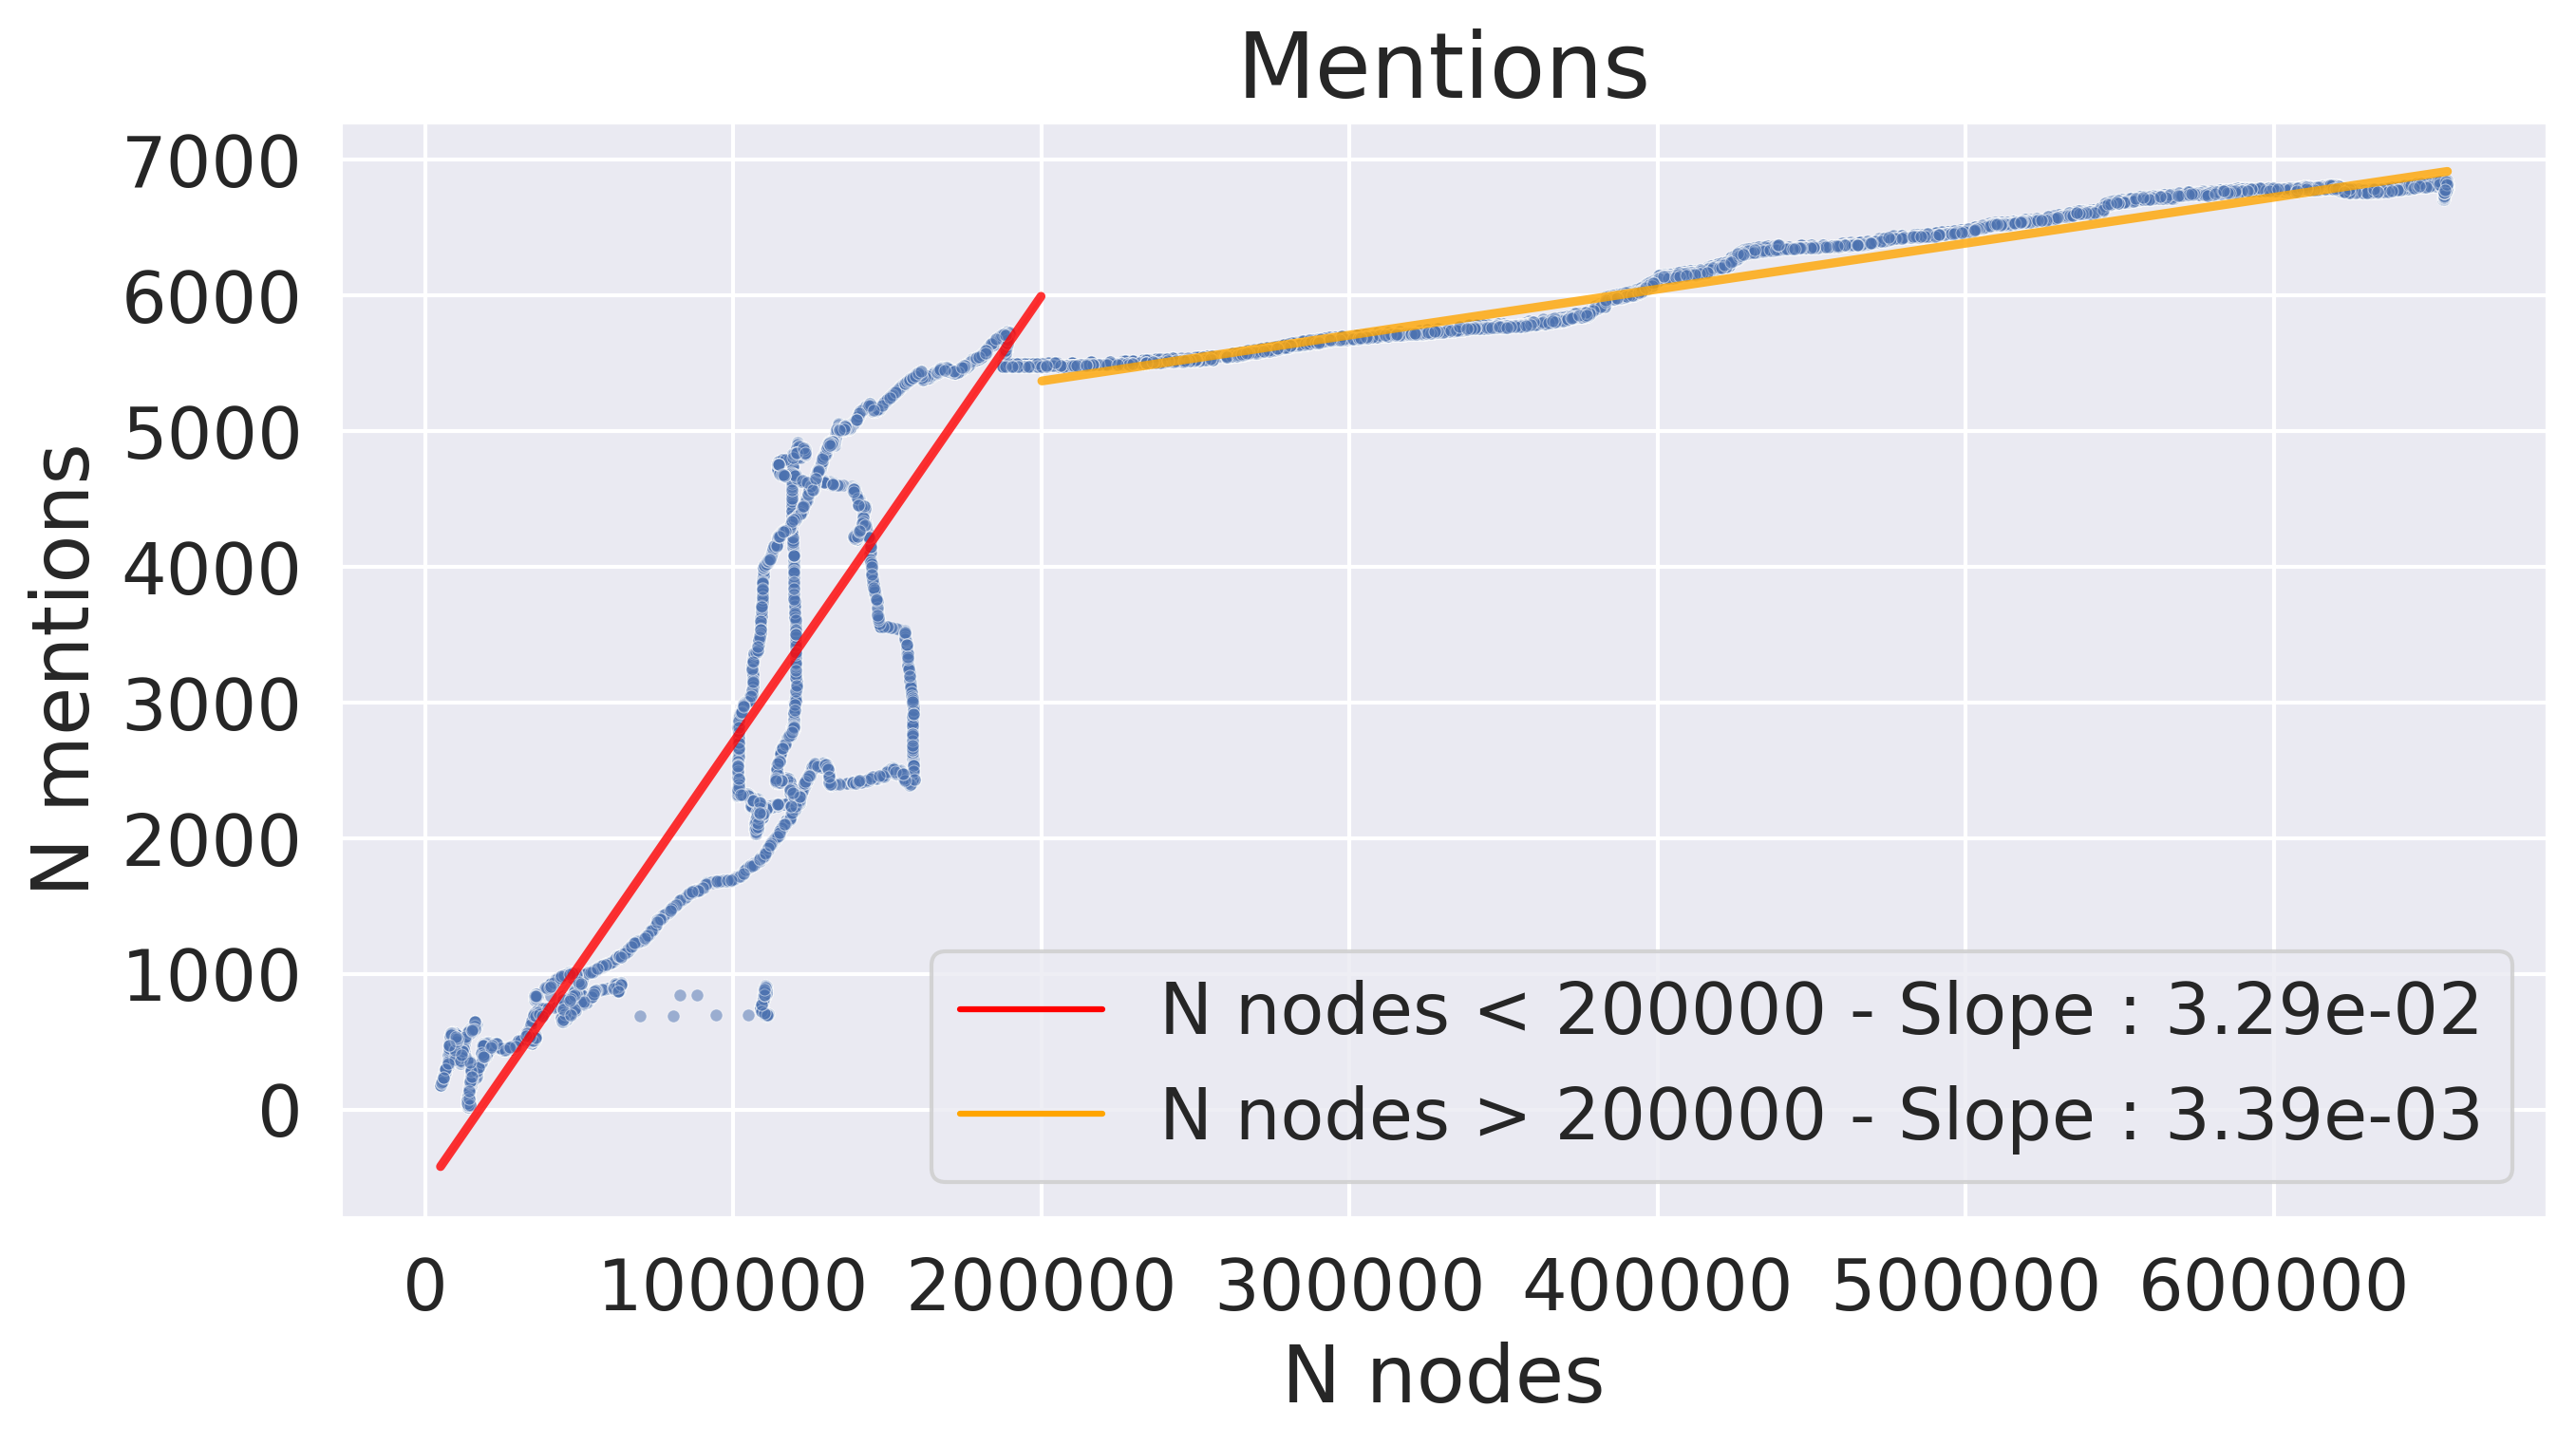 Mentions
N mentions
7000
6000
5000
4000
3000
2000
1000
0
N nodes < 200000 - Slope : 3.29e-02
N nodes > 200000 - Slope : 3.39e-03
0 100000 200000 300000 400000 500000 600000
N nodes